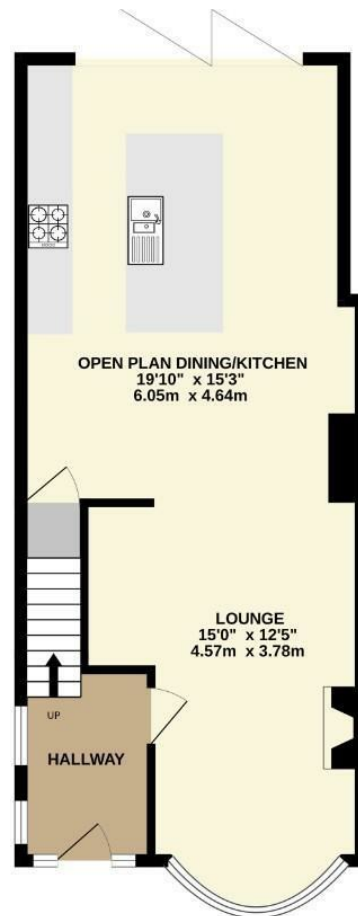 OPEN PLAN DINING/KITCHEN
19'10" x 15'3"
6.05m x 4.64m
LOUNGE
15'0" x 12'5"
4.57m x 3.78m
UP
HALLWAY